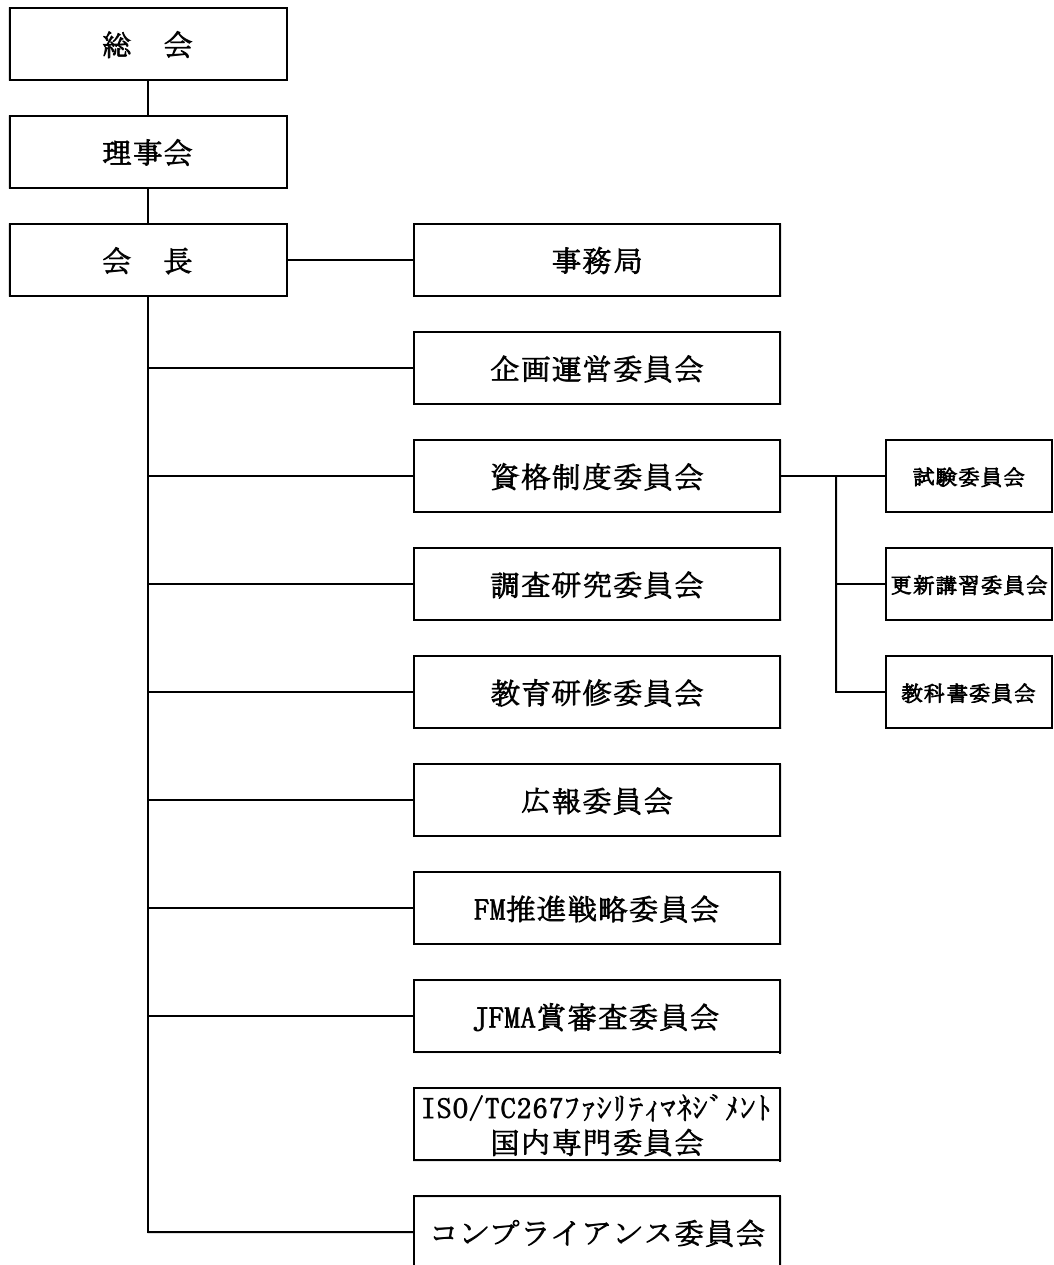 総　会
理事会
会　長
事務局
企画運営委員会
資格制度委員会
試験委員会
調査研究委員会
更新講習委員会
教育研修委員会
教科書委員会
広報委員会
FM推進戦略委員会
JFMA賞審査委員会
ISO/TC267ﾌｧｼﾘﾃｨﾏﾈｼﾞﾒﾝﾄ
国内専門委員会
コンプライアンス委員会